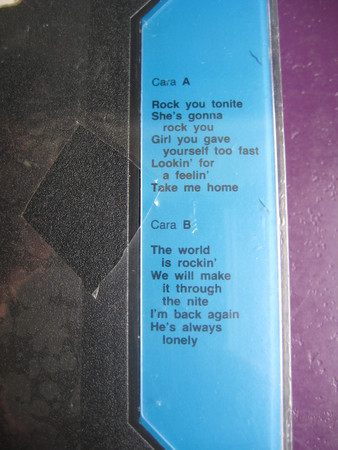 Cara A
Rock you tonite
She's gonna
rock you
Girl you gave
yourself too fast
Lookin' for
a feelin'
Take me home
Cara B
The world
is rockin'
We will make
it through
the nite
I'm back again
He's always
lonely